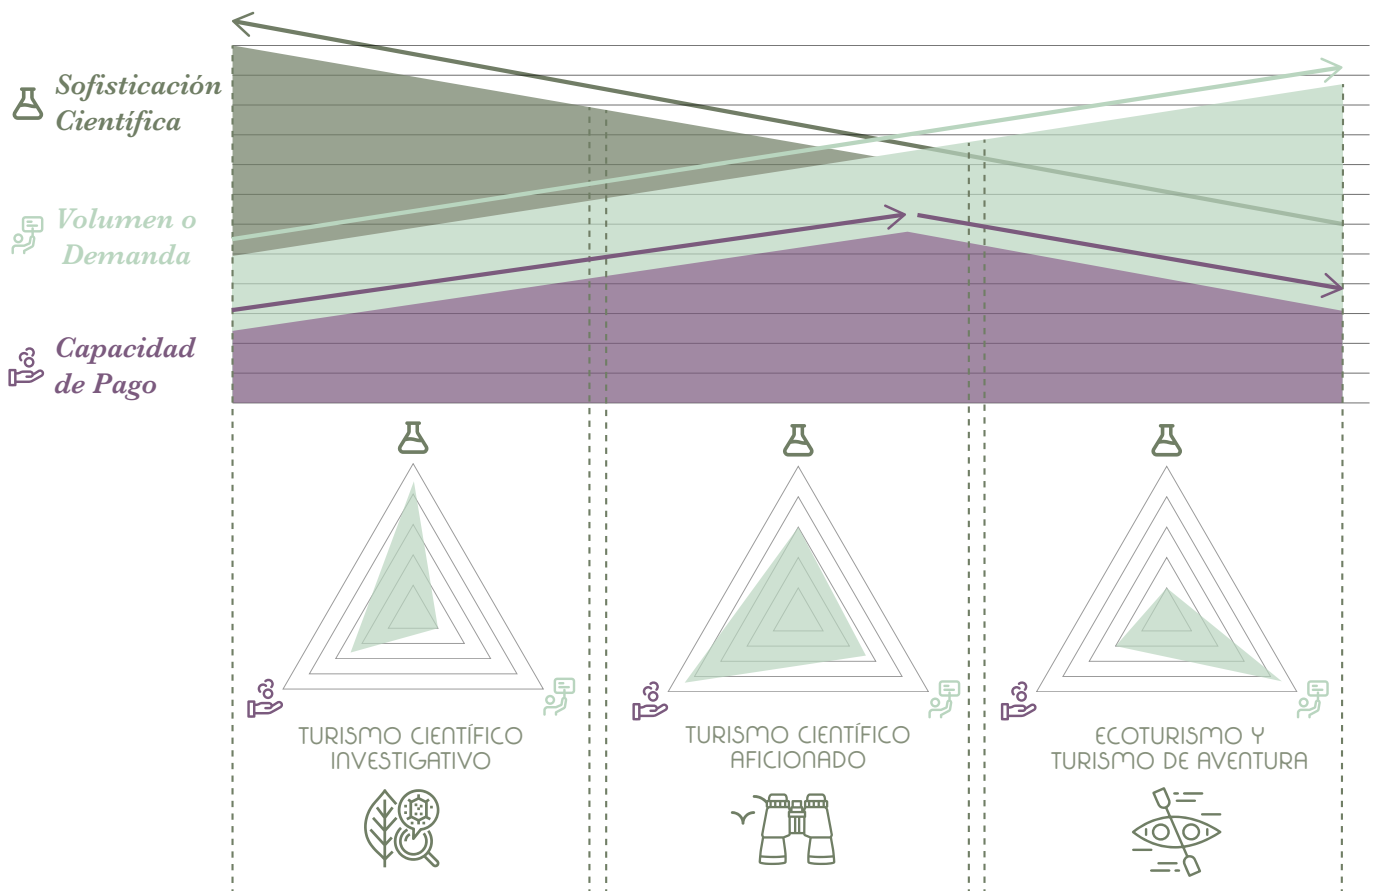 Sofisticación
Científica
Volumen o
Demanda
Capacidad
de Pago
TURISMO CIENTÍFICO
INVESTIGATIVO
TURISMO CIENTÍFICO
AFICIONADO
ECOTURISMO Y
TURISMO DE AVENTURA